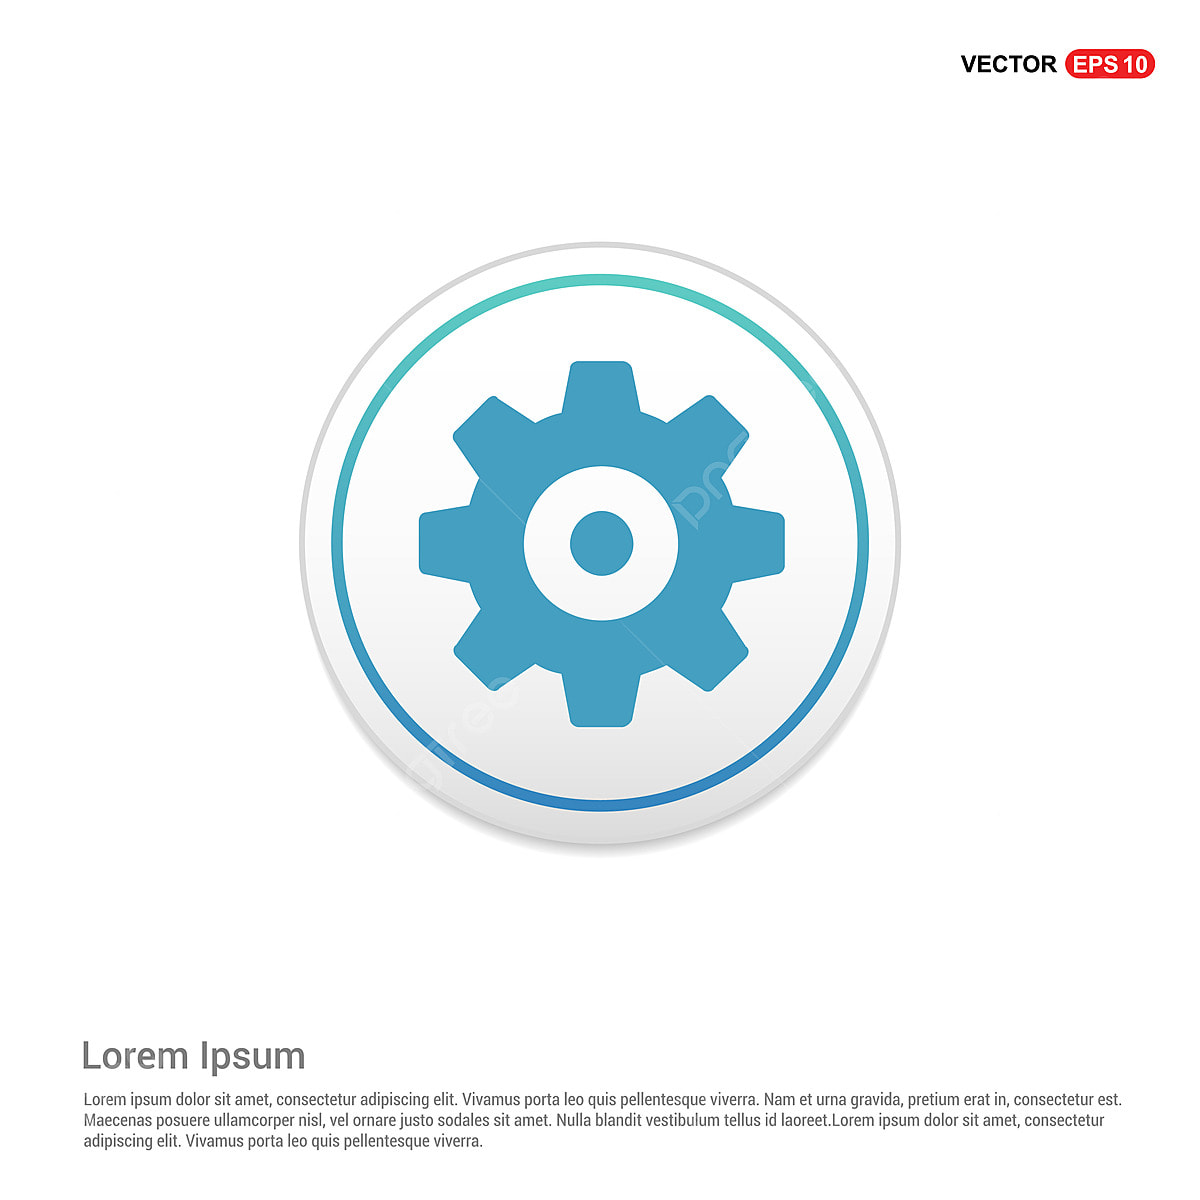 VECTOR EPS 10
Lorem Ipsum
Lorem ipsum dolor sit amet, consectetur adipiscing elit. Vivamus porta leo quis pellentesque viverra. Nam et urna gravida, pretium erat in, consectetur est.
Maecenas posuere ullamcorper nisl, vel ornare justo sodales sit amet. Nulla blandit vestibulum tellus id laoreet.Lorem ipsum dolor sit amet, consectetur
adipiscing elit. Vivamus porta leo quis pellentesque viverra.